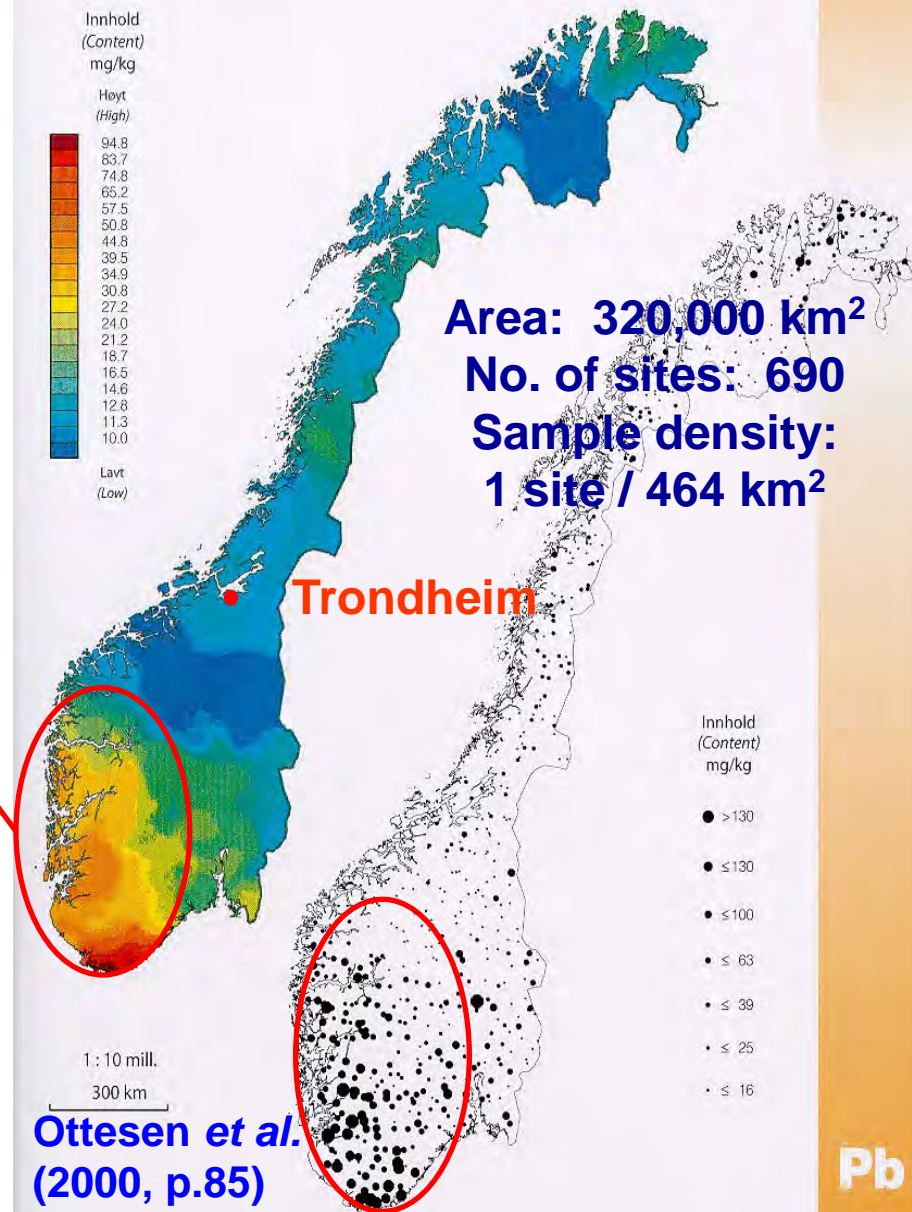 Innhold
(Content)
mg/kg
Høyt
(High)
94.8
83.7
74.8
65.2
57.5
50.8
44.8
39.5
34.9
30.8
27.2
24.0
21.2
18.7
16.5
14.6
12.8
11.3
10.0
Lavt
(Low)
Area: 320,000 km²
No. of sites: 690
Sample density:
1 site / 464 km²
Trondheim
Innhold
(Content)
mg/kg
>130
≤130
≤100
≤ 63
≤ 39
≤ 25
≤ 16
1 : 10 mill.
300 km
Ottesen et al.
(2000, p.85)
Pb